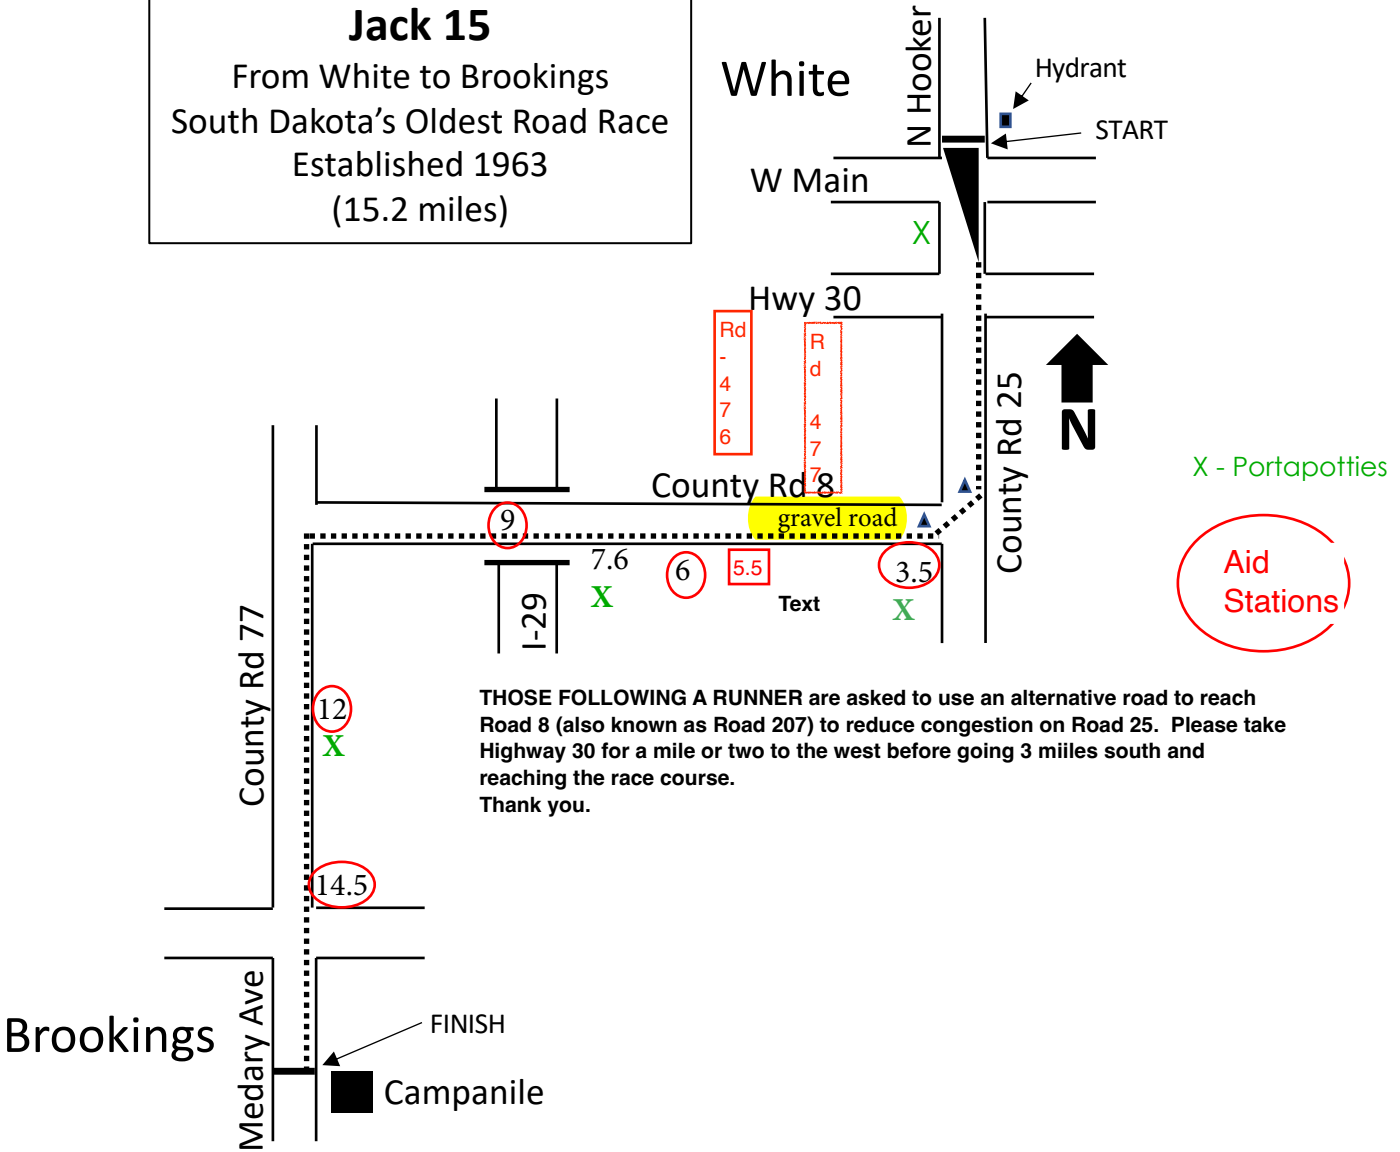 Jack 15
From White to Brookings
South Dakota's Oldest Road Race
Established 1963
(15.2 miles)
White
N Hooker
Hydrant
START
W Main
X
Hwy 30
Rd
-
4
7
6
R
d
4
7
7
County Rd 25
N
X - Portapotties
County Rd 8
gravel road
9
7.6
X
6
5.5
3.5
X
Text
Aid
Stations
I-29
County Rd 77
12
X
THOSE FOLLOWING A RUNNER are asked to use an alternative road to reach
Road 8 (also known as Road 207) to reduce congestion on Road 25.  Please take
Highway 30 for a mile or two to the west before going 3 miiles south and
reaching the race course.
Thank you.
14.5
Brookings
Medary Ave
FINISH
Campanile